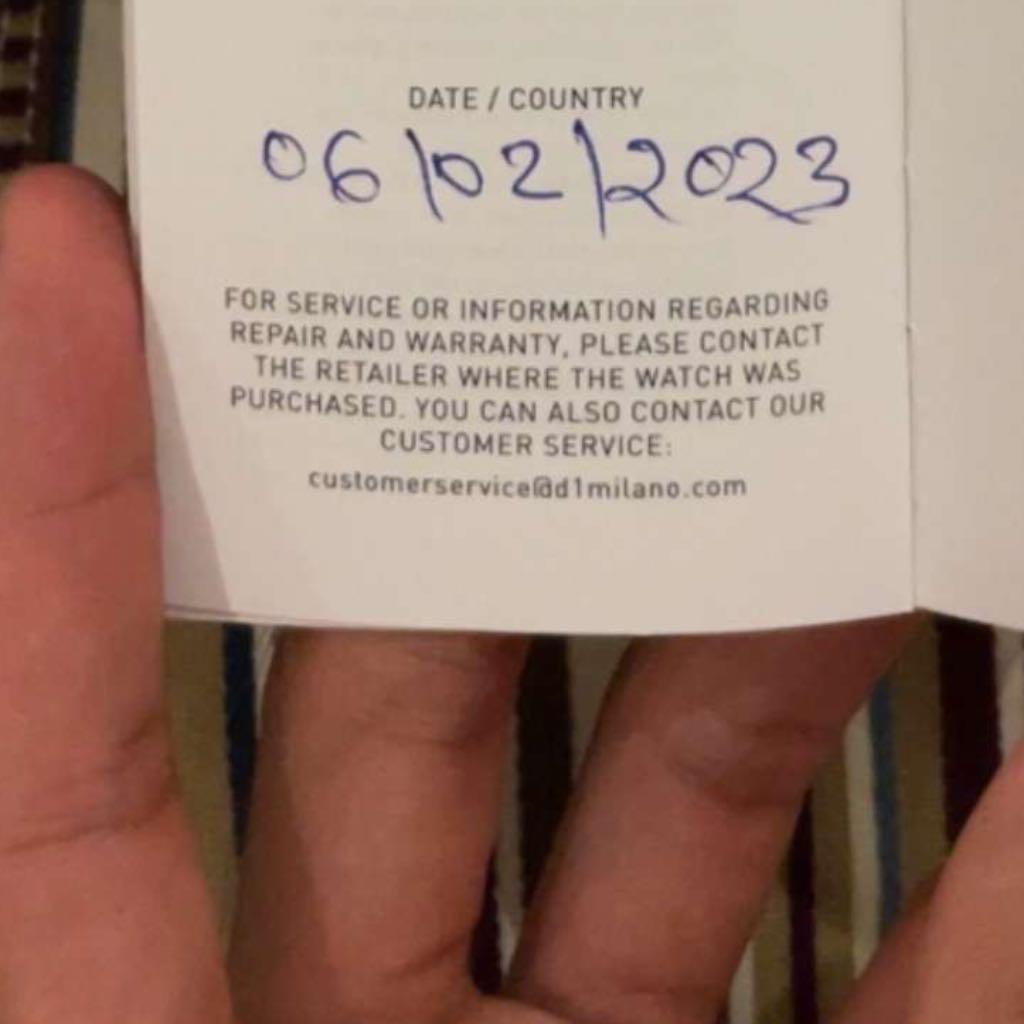 DATE / COUNTRY
06/02/2023
FOR SERVICE OR INFORMATION REGARDING
REPAIR AND WARRANTY, PLEASE CONTACT
THE RETAILER WHERE THE WATCH WAS
PURCHASED. YOU CAN ALSO CONTACT OUR
CUSTOMER SERVICE:
customerservice@d1milano.com